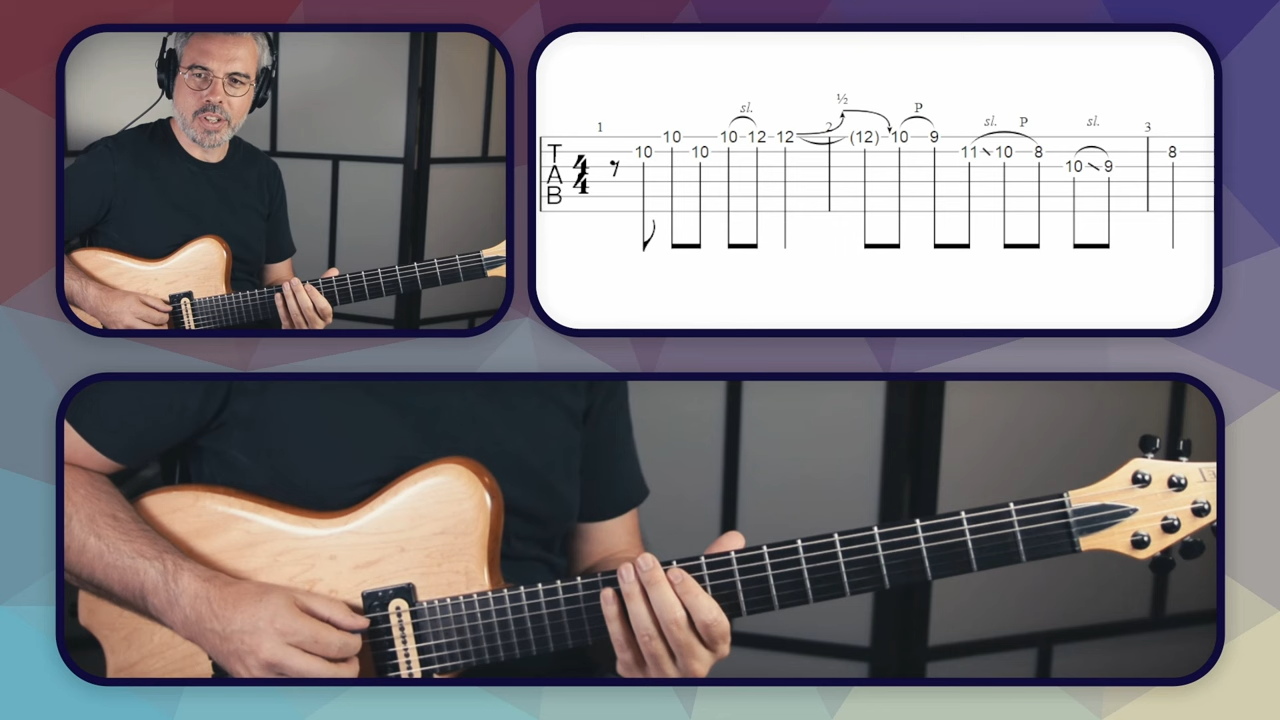 ½
sl. P
sl. P sl.
1 2 3
10 10 12 12 (12) 10 9
T 10 10 11 10 8 8
A 4 10 9
B 4